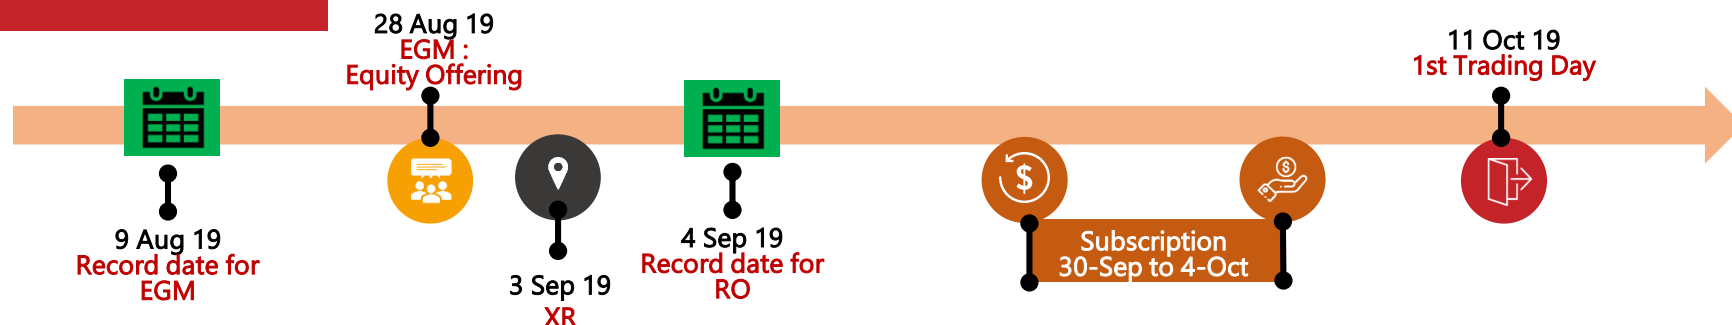 9 Aug 19
Record date for
EGM
28 Aug 19
EGM :
Equity Offering
3 Sep 19
XR
4 Sep 19
Record date for
RO
Subscription
30-Sep to 4-Oct
11 Oct 19
1st Trading Day